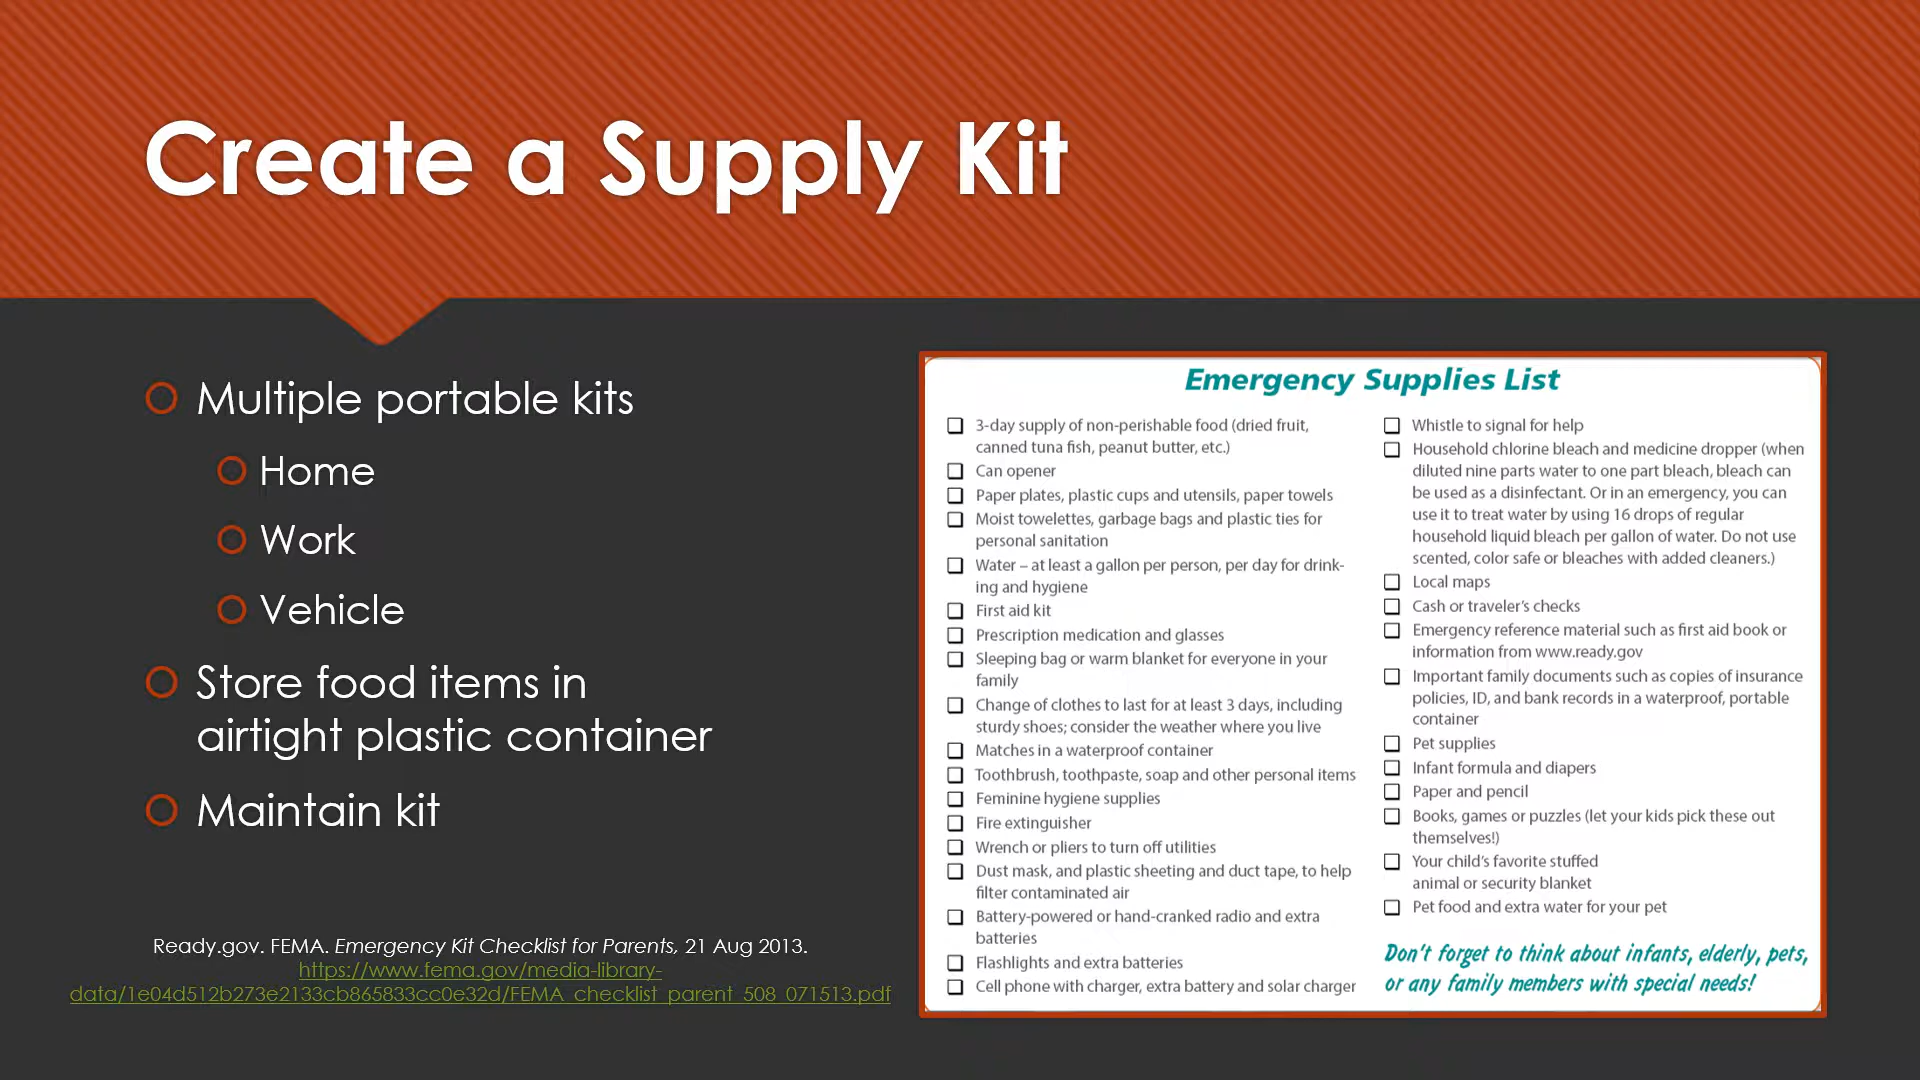 Create a Supply Kit
Multiple portable kits
Home
Work
Vehicle
Store food items in
airtight plastic container
Maintain kit
Ready.gov. FEMA. Emergency Kit Checklist for Parents, 21 Aug 2013.
https://www.fema.gov/media-library-
data/1e04d512b273e2133cb865833cc0e32d/FEMA_checklist_parent_508_071513.pdf
Emergency Supplies List
3-day supply of non-perishable food (dried fruit,
canned tuna fish, peanut butter, etc.)
Can opener
Paper plates, plastic cups and utensils, paper towels
Moist towelettes, garbage bags and plastic ties for
personal sanitation
Water – at least a gallon per person, per day for drink-
ing and hygiene
First aid kit
Prescription medication and glasses
Sleeping bag or warm blanket for everyone in your
family
Change of clothes to last for at least 3 days, including
sturdy shoes; consider the weather where you live
Matches in a waterproof container
Toothbrush, toothpaste, soap and other personal items
Feminine hygiene supplies
Fire extinguisher
Wrench or pliers to turn off utilities
Dust mask, and plastic sheeting and duct tape, to help
filter contaminated air
Battery-powered or hand-cranked radio and extra
batteries
Flashlights and extra batteries
Cell phone with charger, extra battery and solar charger
Whistle to signal for help
Household chlorine bleach and medicine dropper (when
diluted nine parts water to one part bleach, bleach can
be used as a disinfectant. Or in an emergency, you can
use it to treat water by using 16 drops of regular
household liquid bleach per gallon of water. Do not use
scented, color safe or bleaches with added cleaners.)
Local maps
Cash or traveler's checks
Emergency reference material such as first aid book or
information from www.ready.gov
Important family documents such as copies of insurance
policies, ID, and bank records in a waterproof, portable
container
Pet supplies
Infant formula and diapers
Paper and pencil
Books, games or puzzles (let your kids pick these out
themselves!)
Your child's favorite stuffed
animal or security blanket
Pet food and extra water for your pet
Don't forget to think about infants, elderly, pets,
or any family members with special needs!